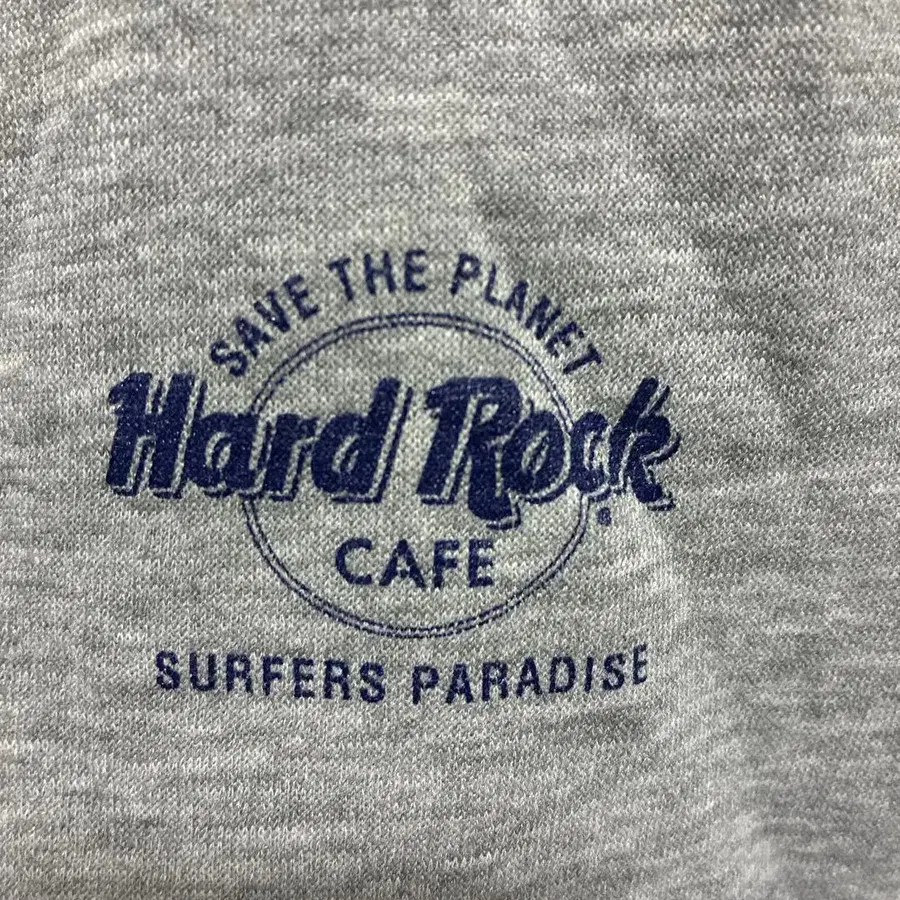 SAVE THE PLANET
Hard Rock
CAFE
SURFERS PARADISE